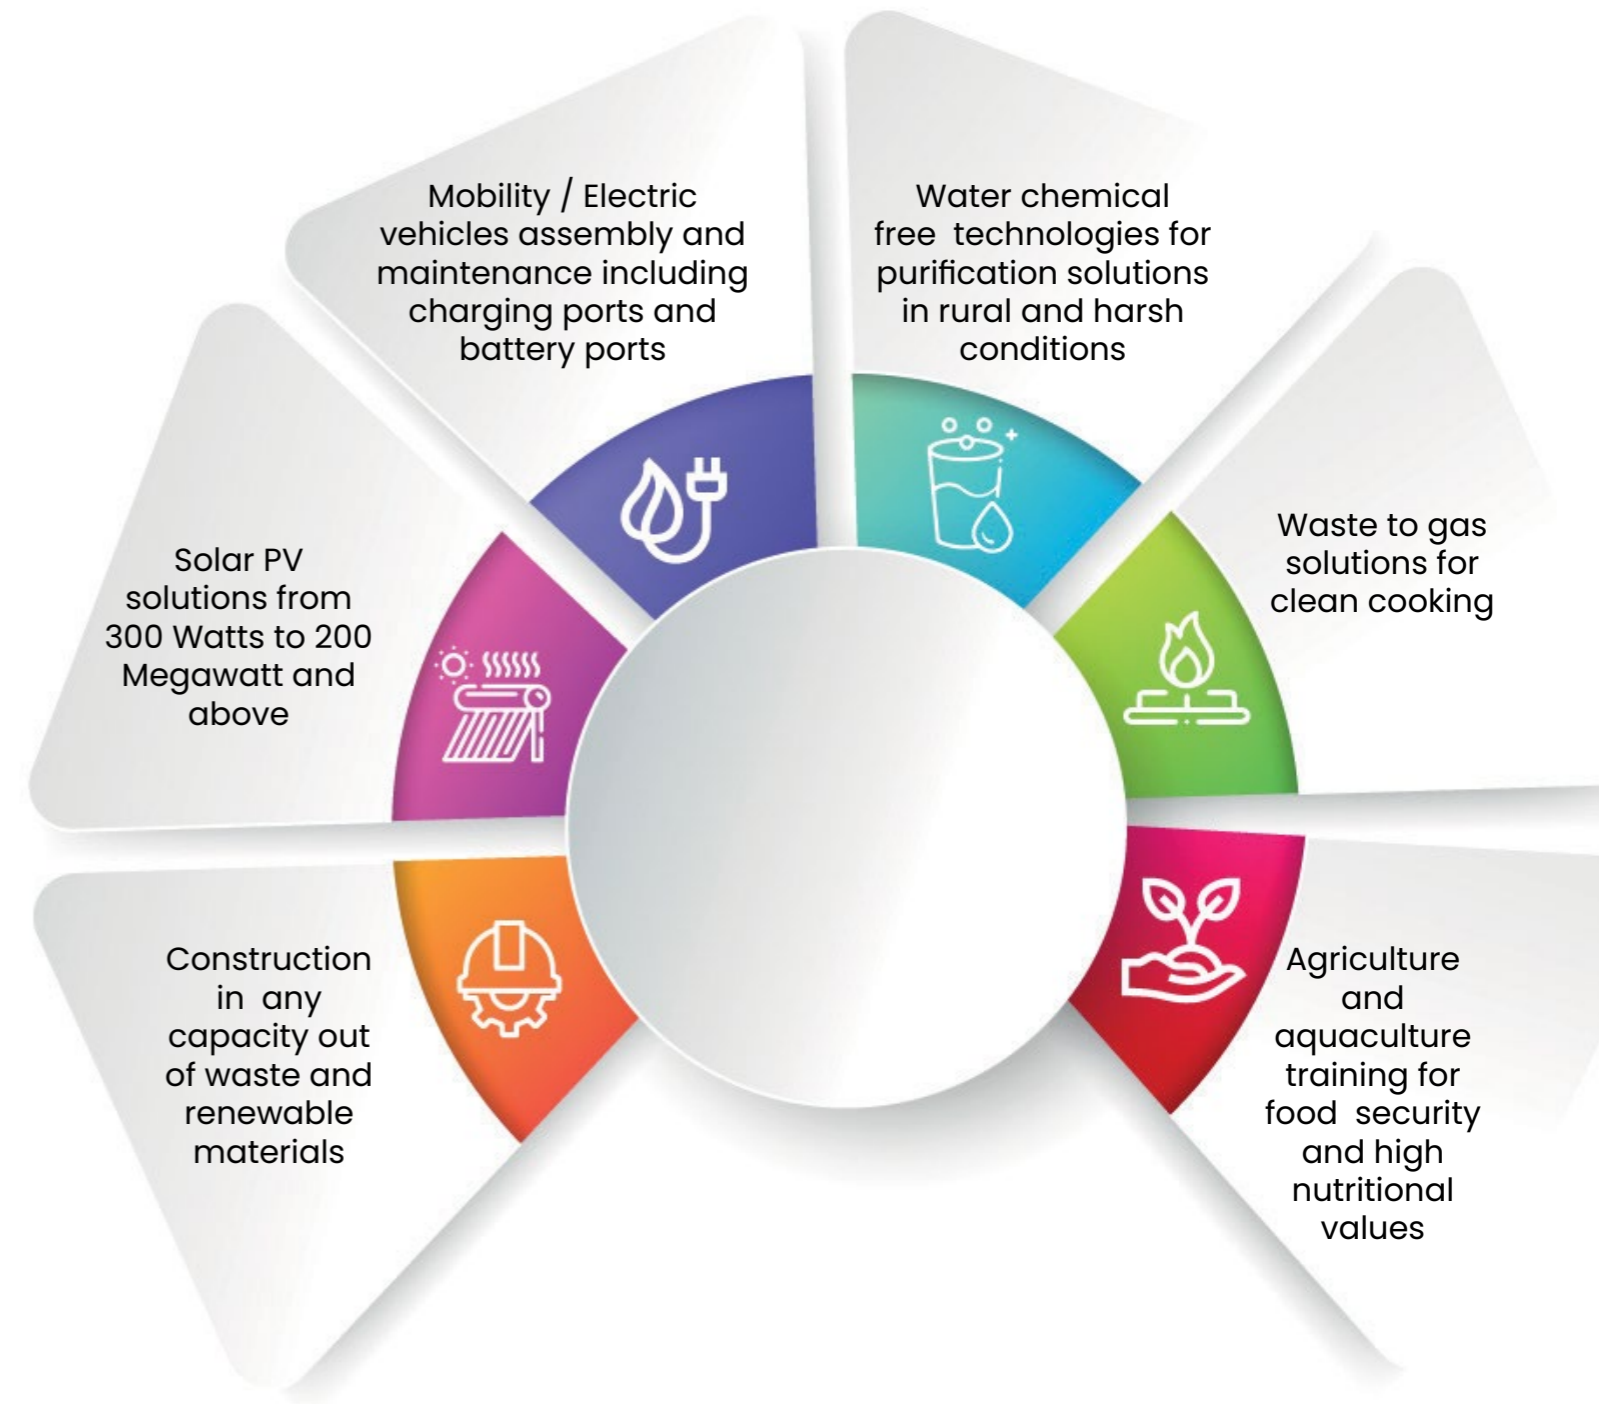 Mobility / Electric
vehicles assembly and
maintenance including
charging ports and
battery ports
Water chemical
free  technologies for
purification solutions
in rural and harsh
conditions
Waste to gas
solutions for
clean cooking
Solar PV
solutions from
300 Watts to 200
Megawatt and
above
Construction
in  any
capacity out
of waste and
renewable
materials
Agriculture
and
aquaculture
training for
food  security
and high
nutritional
values